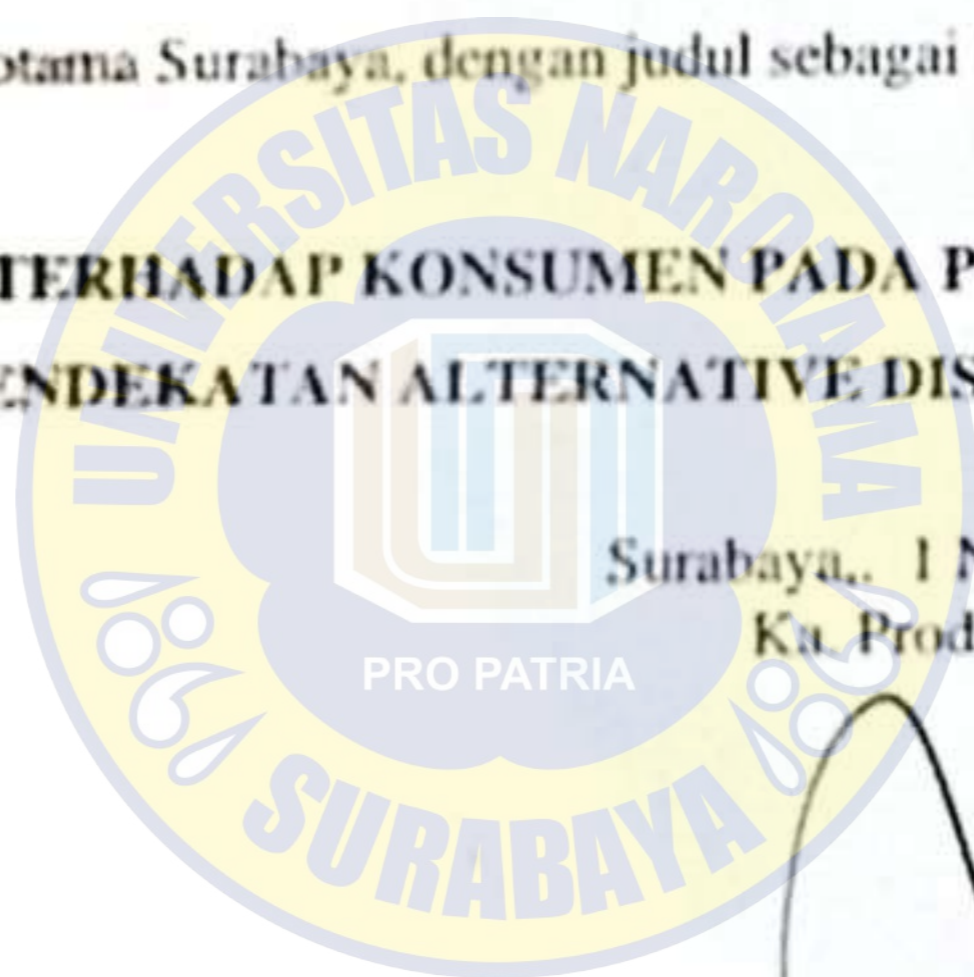 otama Surabaya, dengan judul sebagai
UNIVERSITAS NAROTAMA
TERHADAP KONSUMEN PADA P
ENDEKATAN ALTERNATIVE DIS
Surabaya,. 1 N
Ka. Prod
PRO PATRIA
SURABAYA